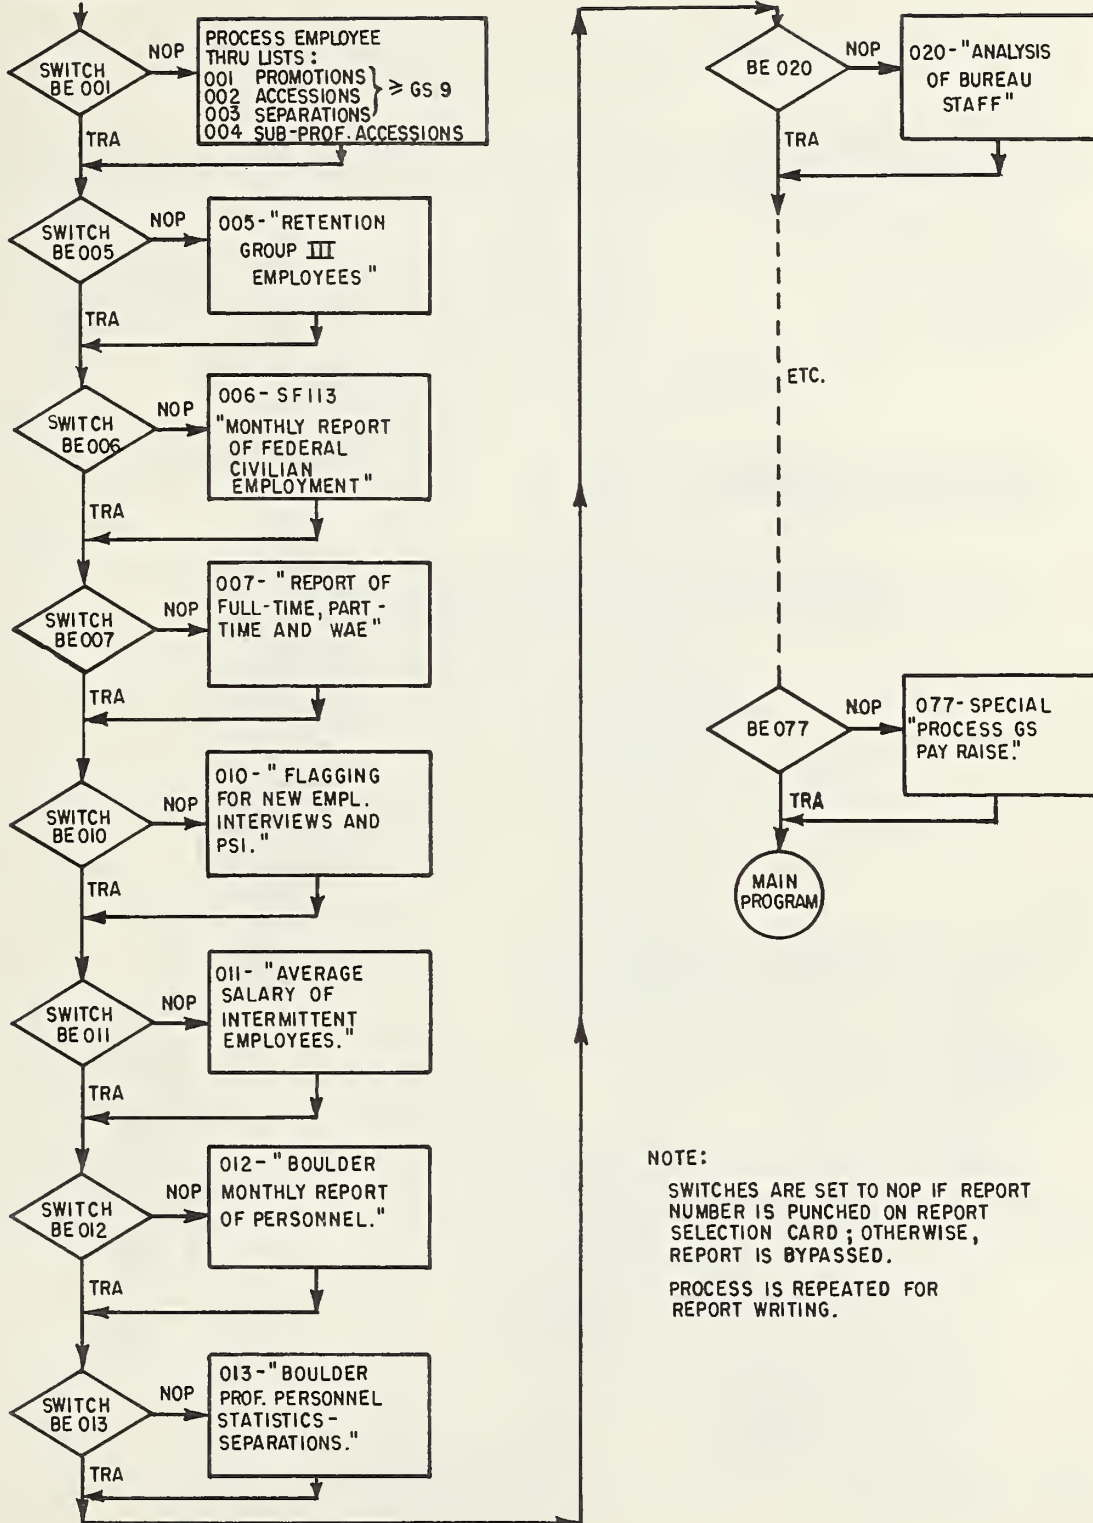 SWITCH
BE 001
NOP
PROCESS EMPLOYEE
THRU LISTS:
001 PROMOTIONS
002 ACCESSIONS } ≥ GS 9
003 SEPARATIONS
004 SUB-PROF. ACCESSIONS
TRA
SWITCH
BE 005
NOP
005-"RETENTION
GROUP III
EMPLOYEES"
TRA
SWITCH
BE 006
NOP
006-SF113
"MONTHLY REPORT
OF FEDERAL
CIVILIAN
EMPLOYMENT"
TRA
SWITCH
BE 007
NOP
007-"REPORT OF
FULL-TIME, PART-
TIME AND WAE"
TRA
SWITCH
BE 010
NOP
010-"FLAGGING
FOR NEW EMPL.
INTERVIEWS AND
PSI."
TRA
SWITCH
BE 011
NOP
011-"AVERAGE
SALARY OF
INTERMITTENT
EMPLOYEES."
TRA
SWITCH
BE 012
NOP
012-"BOULDER
MONTHLY REPORT
OF PERSONNEL."
TRA
SWITCH
BE 013
NOP
013-"BOULDER
PROF. PERSONNEL
STATISTICS-
SEPARATIONS."
TRA
BE 020
NOP
020-"ANALYSIS
OF BUREAU
STAFF"
TRA
ETC.
BE 077
NOP
077-SPECIAL
"PROCESS GS
PAY RAISE."
TRA
MAIN
PROGRAM
NOTE:
SWITCHES ARE SET TO NOP IF REPORT
NUMBER IS PUNCHED ON REPORT
SELECTION CARD; OTHERWISE,
REPORT IS BYPASSED.
PROCESS IS REPEATED FOR
REPORT WRITING.